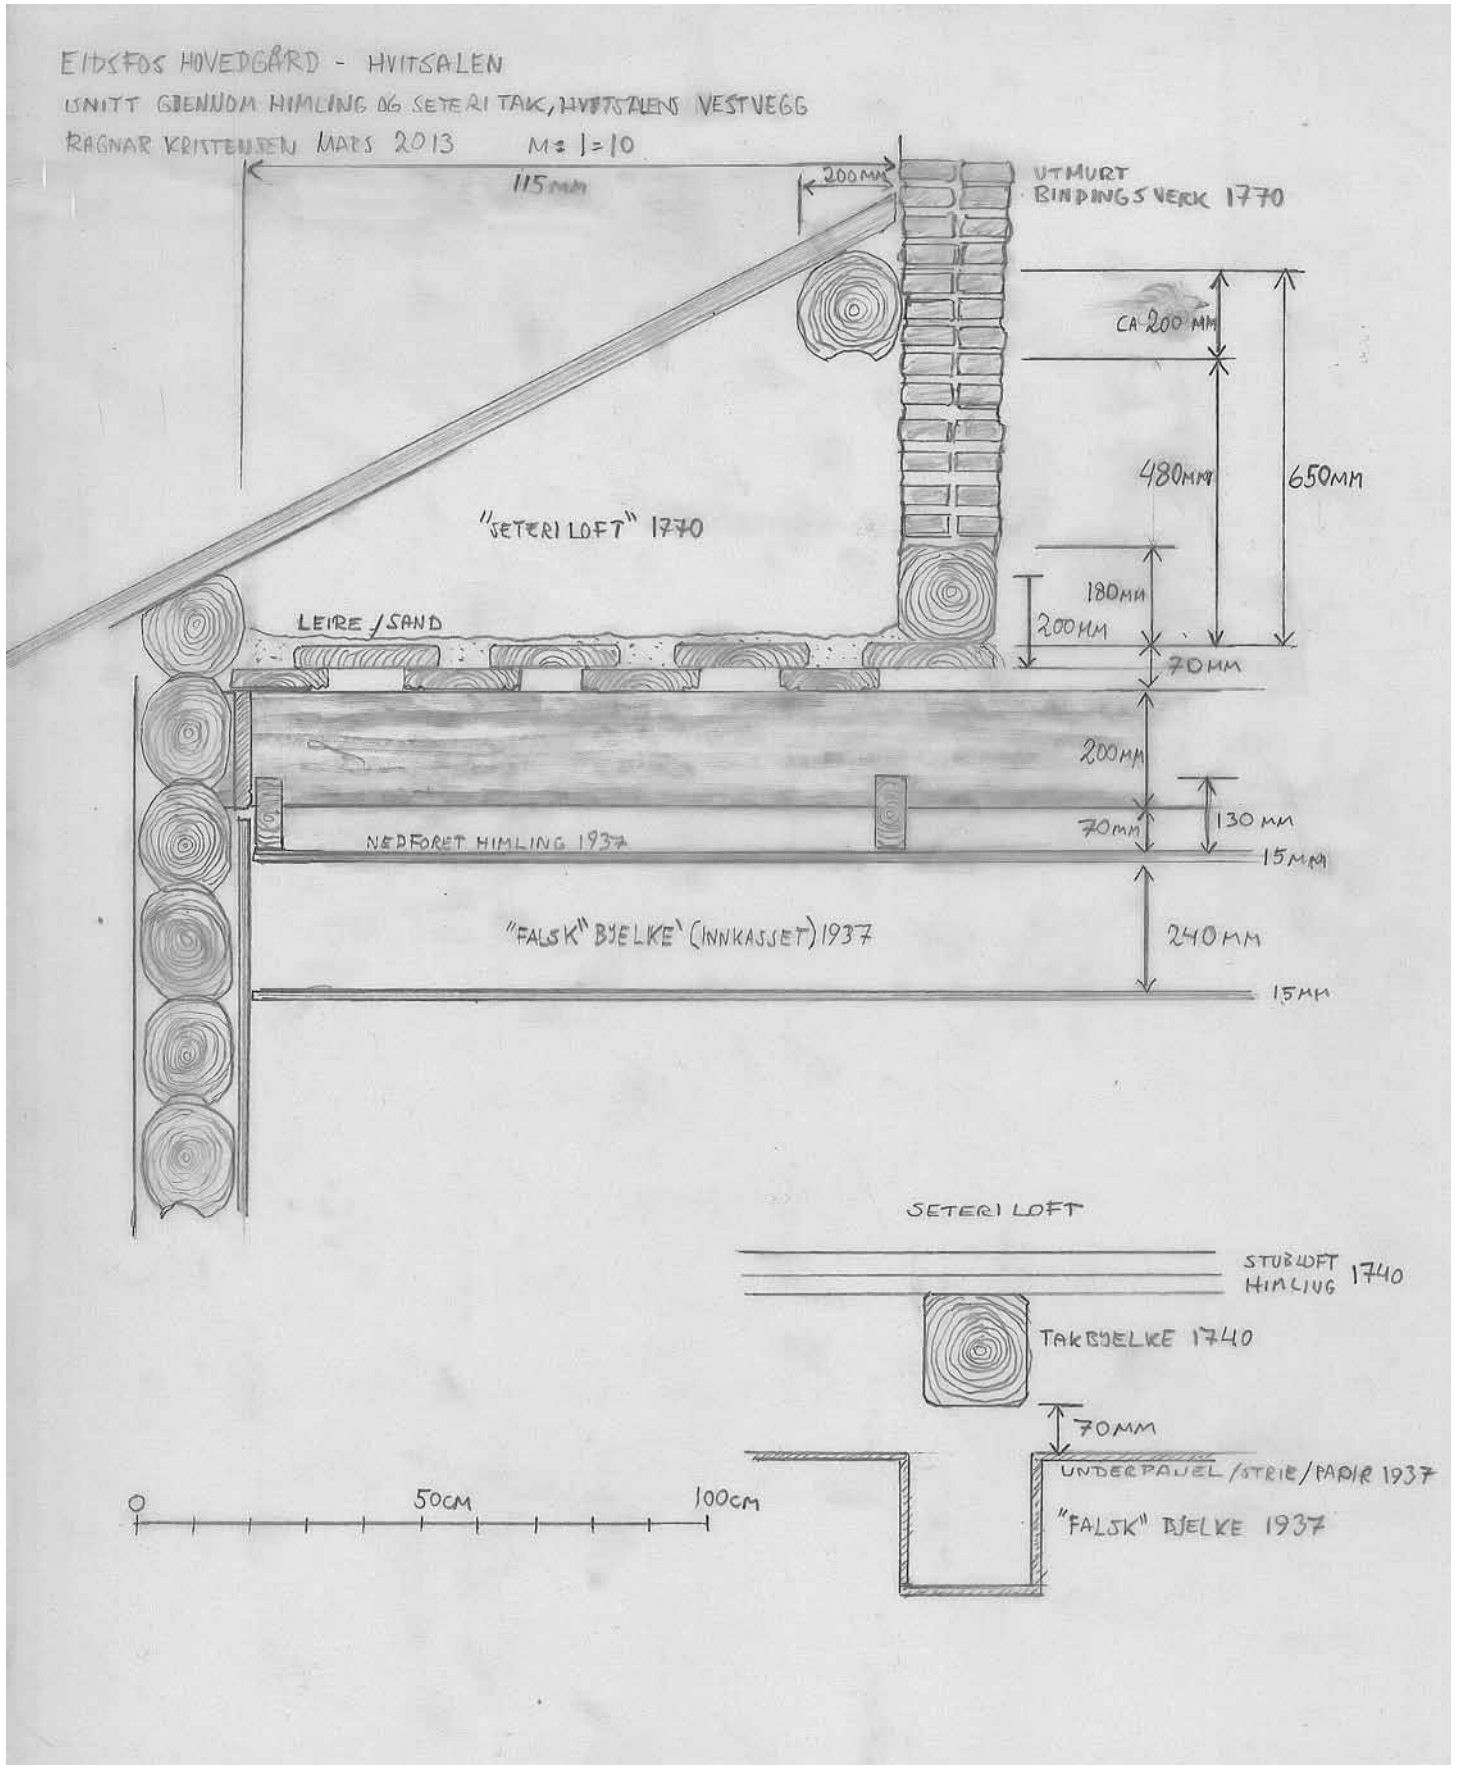 EIDSFOS HOVEDGÅRD - HVITSALEN
SNITT GJENNOM HIMLING OG SETERI TAK, HVITSALENS VESTVEGG
RAGNAR KRISTENSEN MARS 2013 M: 1=10
115MM
200MM
UTMURT
BINDINGSVERK 1770
CA 200 MM
480MM
650MM
"SETERI LOFT" 1770
180MM
LEIRE/SAND
200MM
70MM
200MM
70MM
130 MM
NEDFORET HIMLING 1937
15MM
"FALSK" BJELKE (INNKASSET) 1937
240MM
15MM
SETERI LOFT
STUBLOFT
HIMLING 1740
TAKBJELKE 1740
70MM
UNDERPANEL/STRIE/PAPIR 1937
"FALSK" BJELKE 1937
0 50CM 100CM